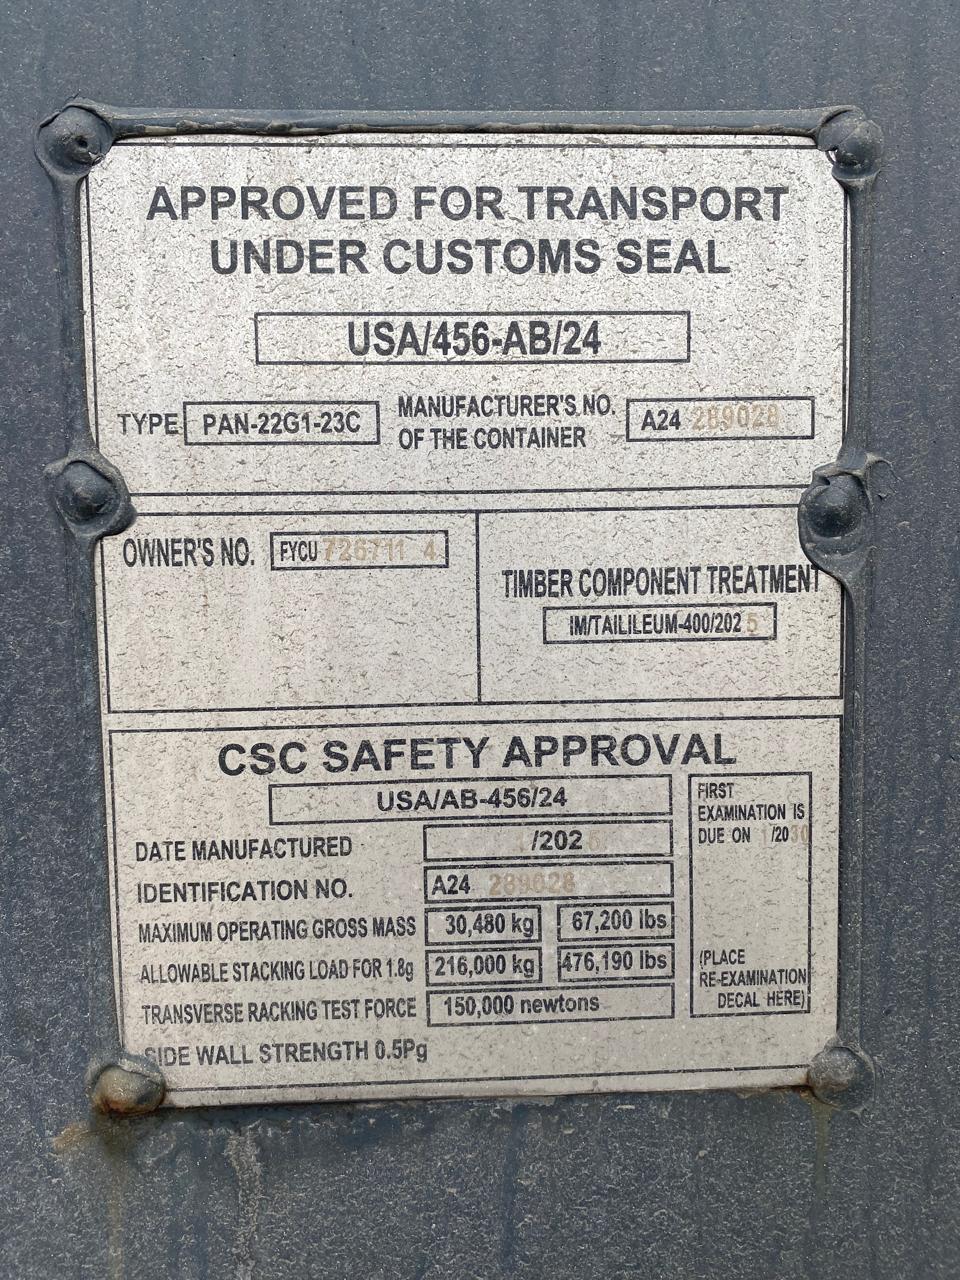 APPROVED FOR TRANSPORT
UNDER CUSTOMS SEAL
USA/456-AB/24
TYPE PAN-22G1-23C
MANUFACTURER'S NO.
OF THE CONTAINER
A24 289028
OWNER'S NO. FYCU 726711 4
TIMBER COMPONENT TREATMENT
IM/TAILILEUM-400/2025
CSC SAFETY APPROVAL
USA/AB-456/24
DATE MANUFACTURED /202
IDENTIFICATION NO. A24 289028
MAXIMUM OPERATING GROSS MASS 30,480 kg 67,200 lbs
ALLOWABLE STACKING LOAD FOR 1.8g 216,000 kg 476,190 lbs
TRANSVERSE RACKING TEST FORCE 150,000 newtons
SIDE WALL STRENGTH 0.5Pg
FIRST
EXAMINATION IS
DUE ON 1/2030
(PLACE
RE-EXAMINATION
DECAL HERE)